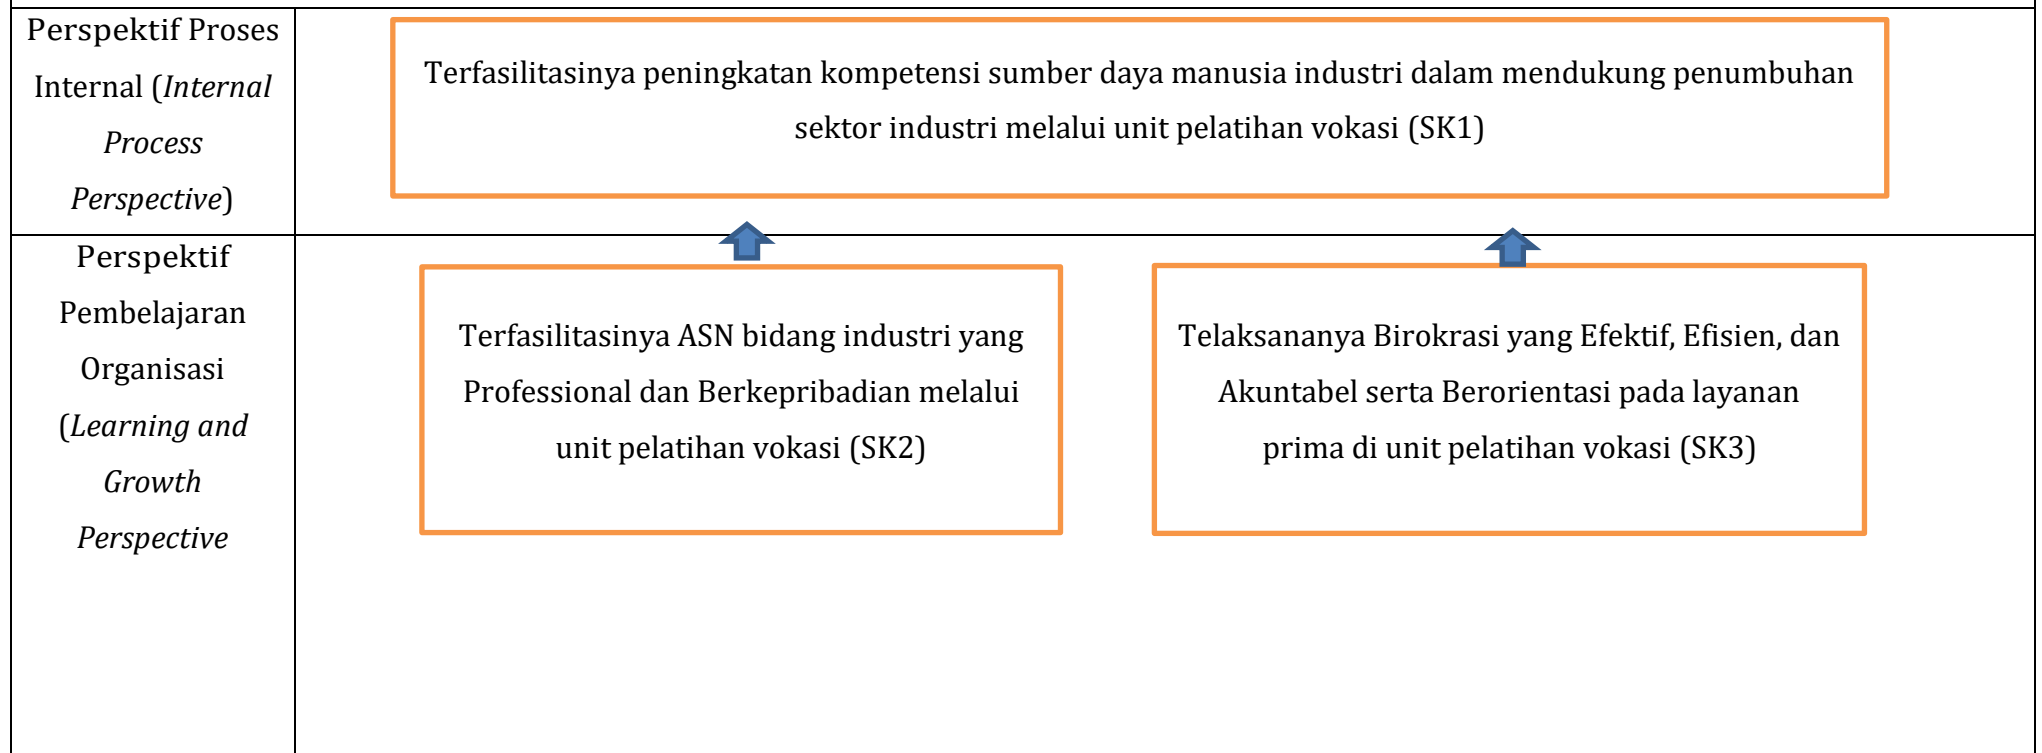 Perspektif Proses
Internal (Internal
Process
Perspective)
Terfasilitasinya peningkatan kompetensi sumber daya manusia industri dalam mendukung penumbuhan
sektor industri melalui unit pelatihan vokasi (SK1)
Perspektif
Pembelajaran
Organisasi
(Learning and
Growth
Perspective
Terfasilitasinya ASN bidang industri yang
Professional dan Berkepribadian melalui
unit pelatihan vokasi (SK2)
Telaksananya Birokrasi yang Efektif, Efisien, dan
Akuntabel serta Berorientasi pada layanan
prima di unit pelatihan vokasi (SK3)